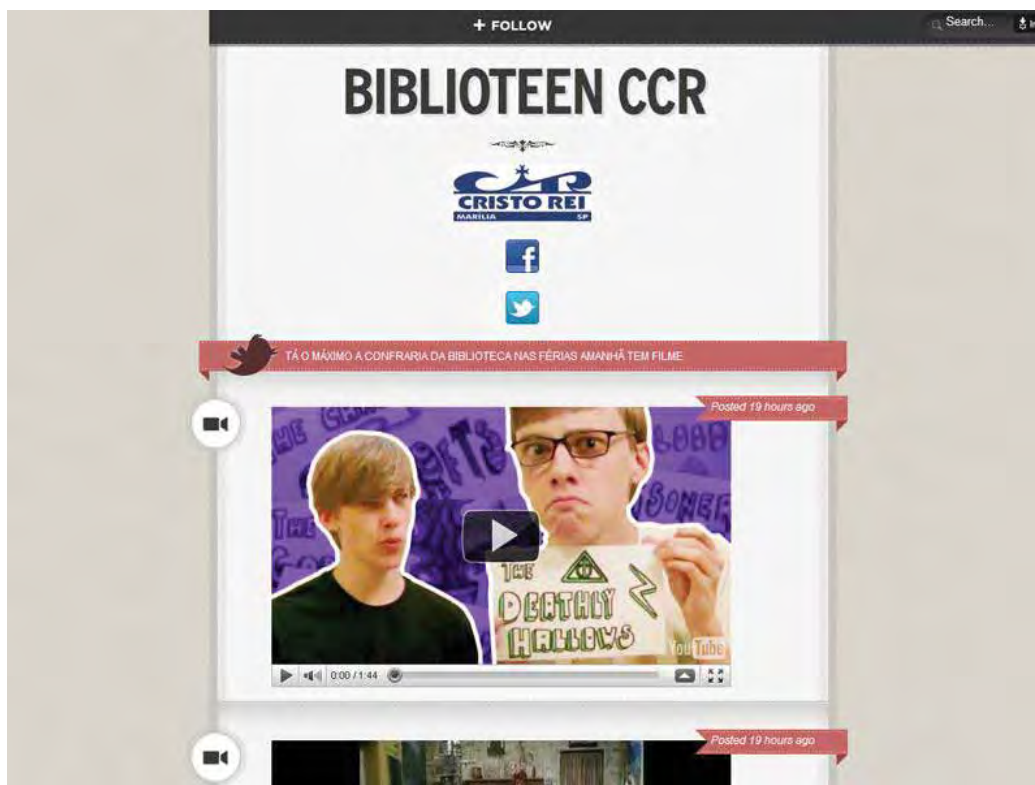 + FOLLOW
Search...
BIBLIOTEEN CCR
CRISTO REI
MARÍLIA SP
TÁ O MÁXIMO A CONFRARIA DA BIBLIOTECA NAS FÉRIAS AMANHÃ TEM FILME
Posted 19 hours ago
THE
DEATHLY
HALLOWS
YouTube
0:00 / 1:44
Posted 19 hours ago